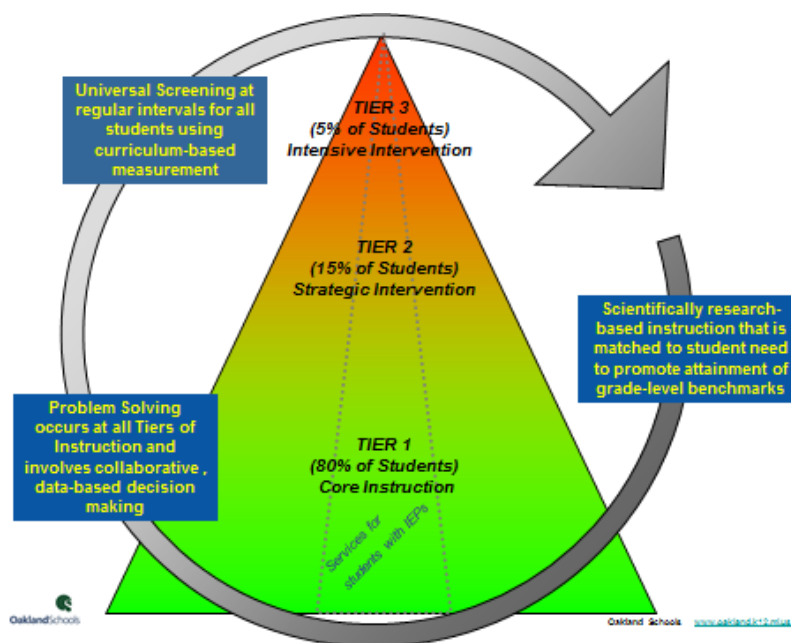 Universal Screening at
regular intervals for all
students using
curriculum-based
measurement
TIER 3
(5% of Students)
Intensive Intervention
TIER 2
(15% of Students)
Strategic Intervention
Scientifically research-
based instruction that is
matched to student need
to promote attainment of
grade-level benchmarks
Problem Solving
occurs at all Tiers of
Instruction and
involves collaborative ,
data-based decision
making
TIER 1
(80% of Students)
Core Instruction
Services for
students with IEPs
OaklandSchools
Oakland Schools www.oakland.k12.mi.us